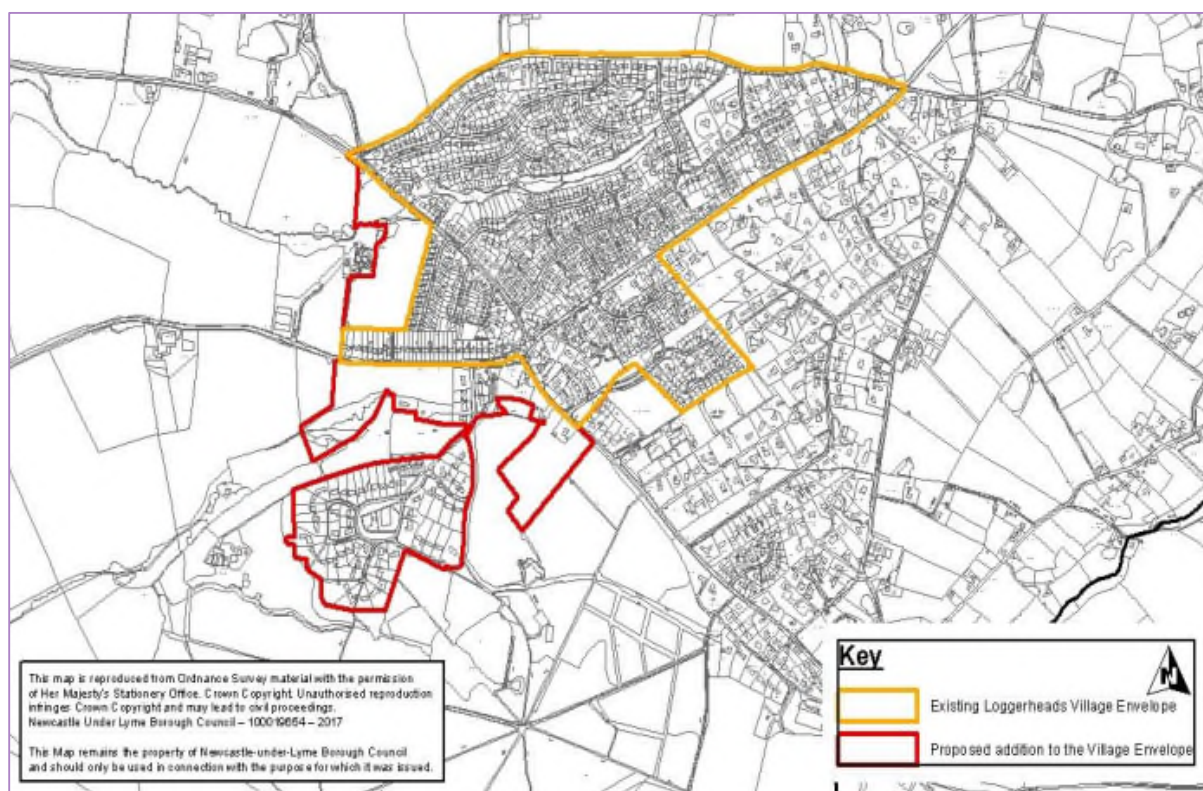 This map is reproduced from Ordnance Survey material with the permission
of Her Majesty's Stationery Office. Crown Copyright. Unauthorised reproduction
infringes Crown Copyright and may lead to civil proceedings.
Newcastle Under Lyme Borough Council – 100019654 – 2017
This Map remains the property of Newcastle-under-Lyme Borough Council
and should only be used in connection with the purpose for which it was issued.
Key
N
Existing Loggerheads Village Envelope
Proposed addition to the Village Envelope